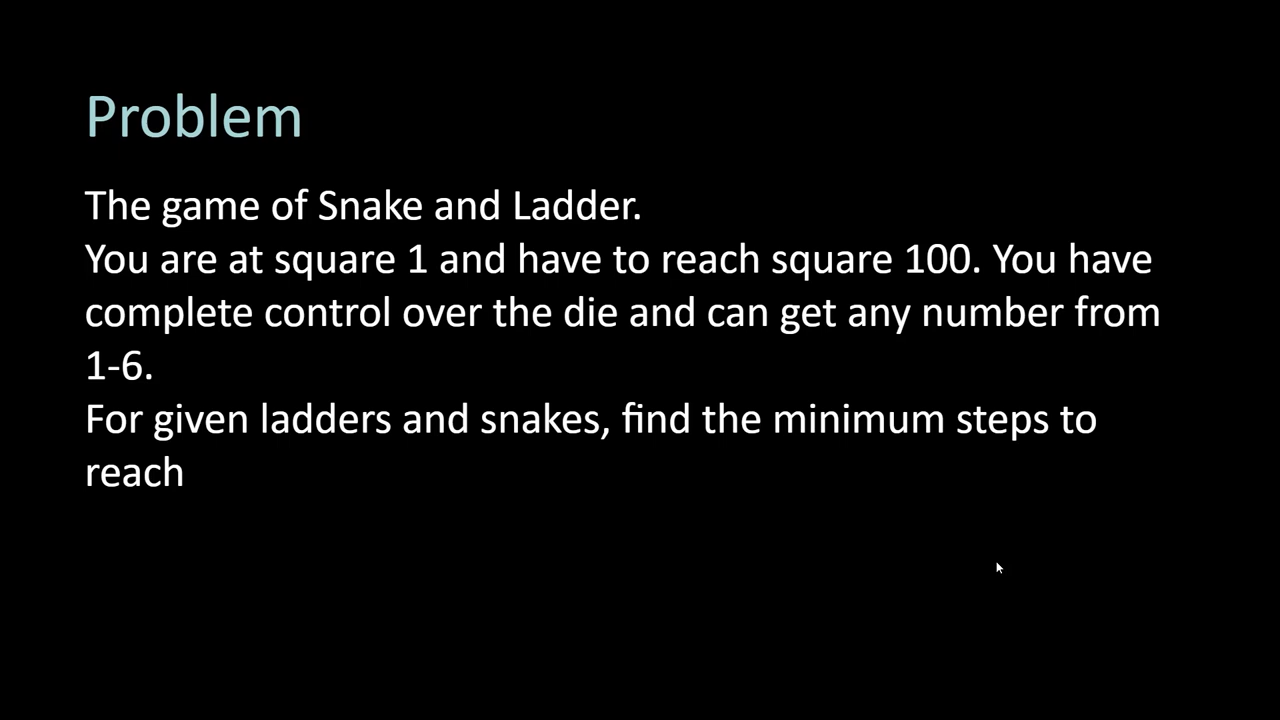 Problem
The game of Snake and Ladder.
You are at square 1 and have to reach square 100. You have
complete control over the die and can get any number from
1-6.
For given ladders and snakes, find the minimum steps to
reach